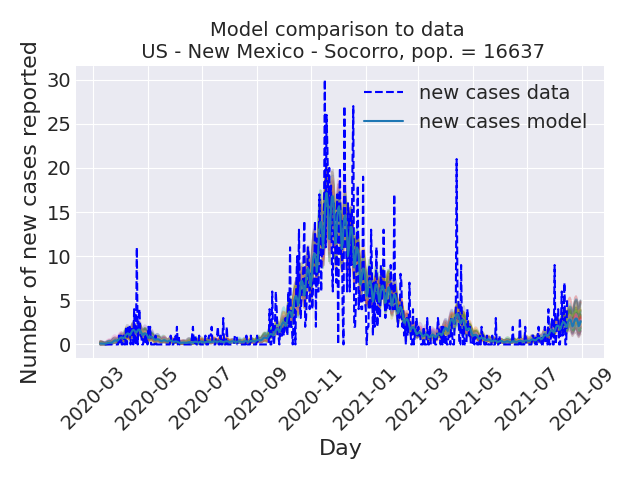 Model comparison to data
US - New Mexico - Socorro, pop. = 16637
Number of new cases reported
30
25
20
15
10
5
0
new cases data
new cases model
2020-03
2020-05
2020-07
2020-09
2020-11
2021-01
2021-03
2021-05
2021-07
2021-09
Day